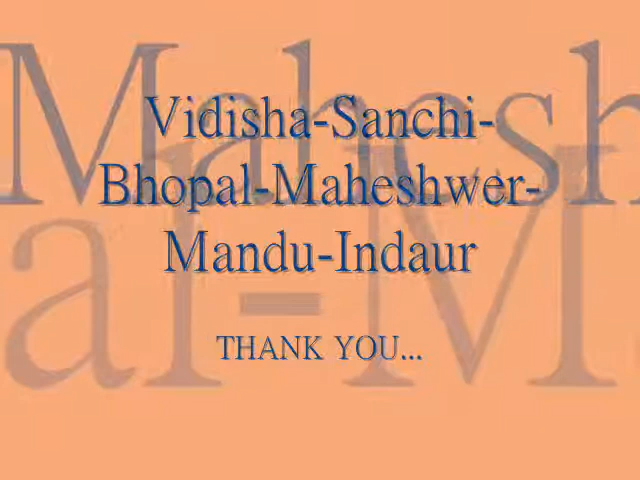 Vidisha-Sanchi-
Bhopal-Maheshwer-
Mandu-Indaur
THANK YOU...